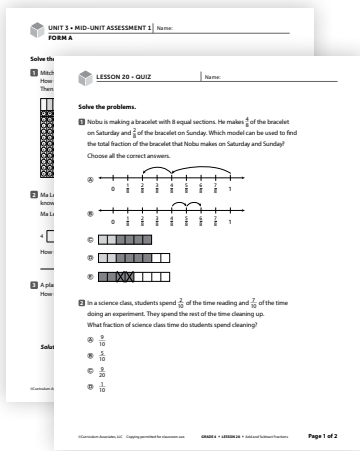 UNIT 3 • MID-UNIT ASSESSMENT 1 Name:
FORM A
Solve the
1 Mitch
How
Then
2 Ma Le
know
Ma Le
4
How
3 A pla
How
Solut
©Curriculum A
LESSON 20 • QUIZ Name:
Solve the problems.
1 Nobu is making a bracelet with 8 equal sections. He makes 4/8 of the bracelet
on Saturday and 2/8 of the bracelet on Sunday. Which model can be used to find
the total fraction of the bracelet that Nobu makes on Saturday and Sunday?
Choose all the correct answers.
A
0 1/8 2/8 3/8 4/8 5/8 6/8 7/8 1
B
0 1/8 2/8 3/8 4/8 5/8 6/8 7/8 1
C
D
2 In a science class, students spend 2/10 of the time reading and 7/10 of the time
doing an experiment. They spend the rest of the time cleaning up.
What fraction of science class time do students spend cleaning?
A 9/10
B 5/10
C 9/20
D 1/10
©Curriculum Associates, LLC Copying permitted for classroom use. GRADE 4 • LESSON 20 • Add and Subtract Fractions Page 1 of 2